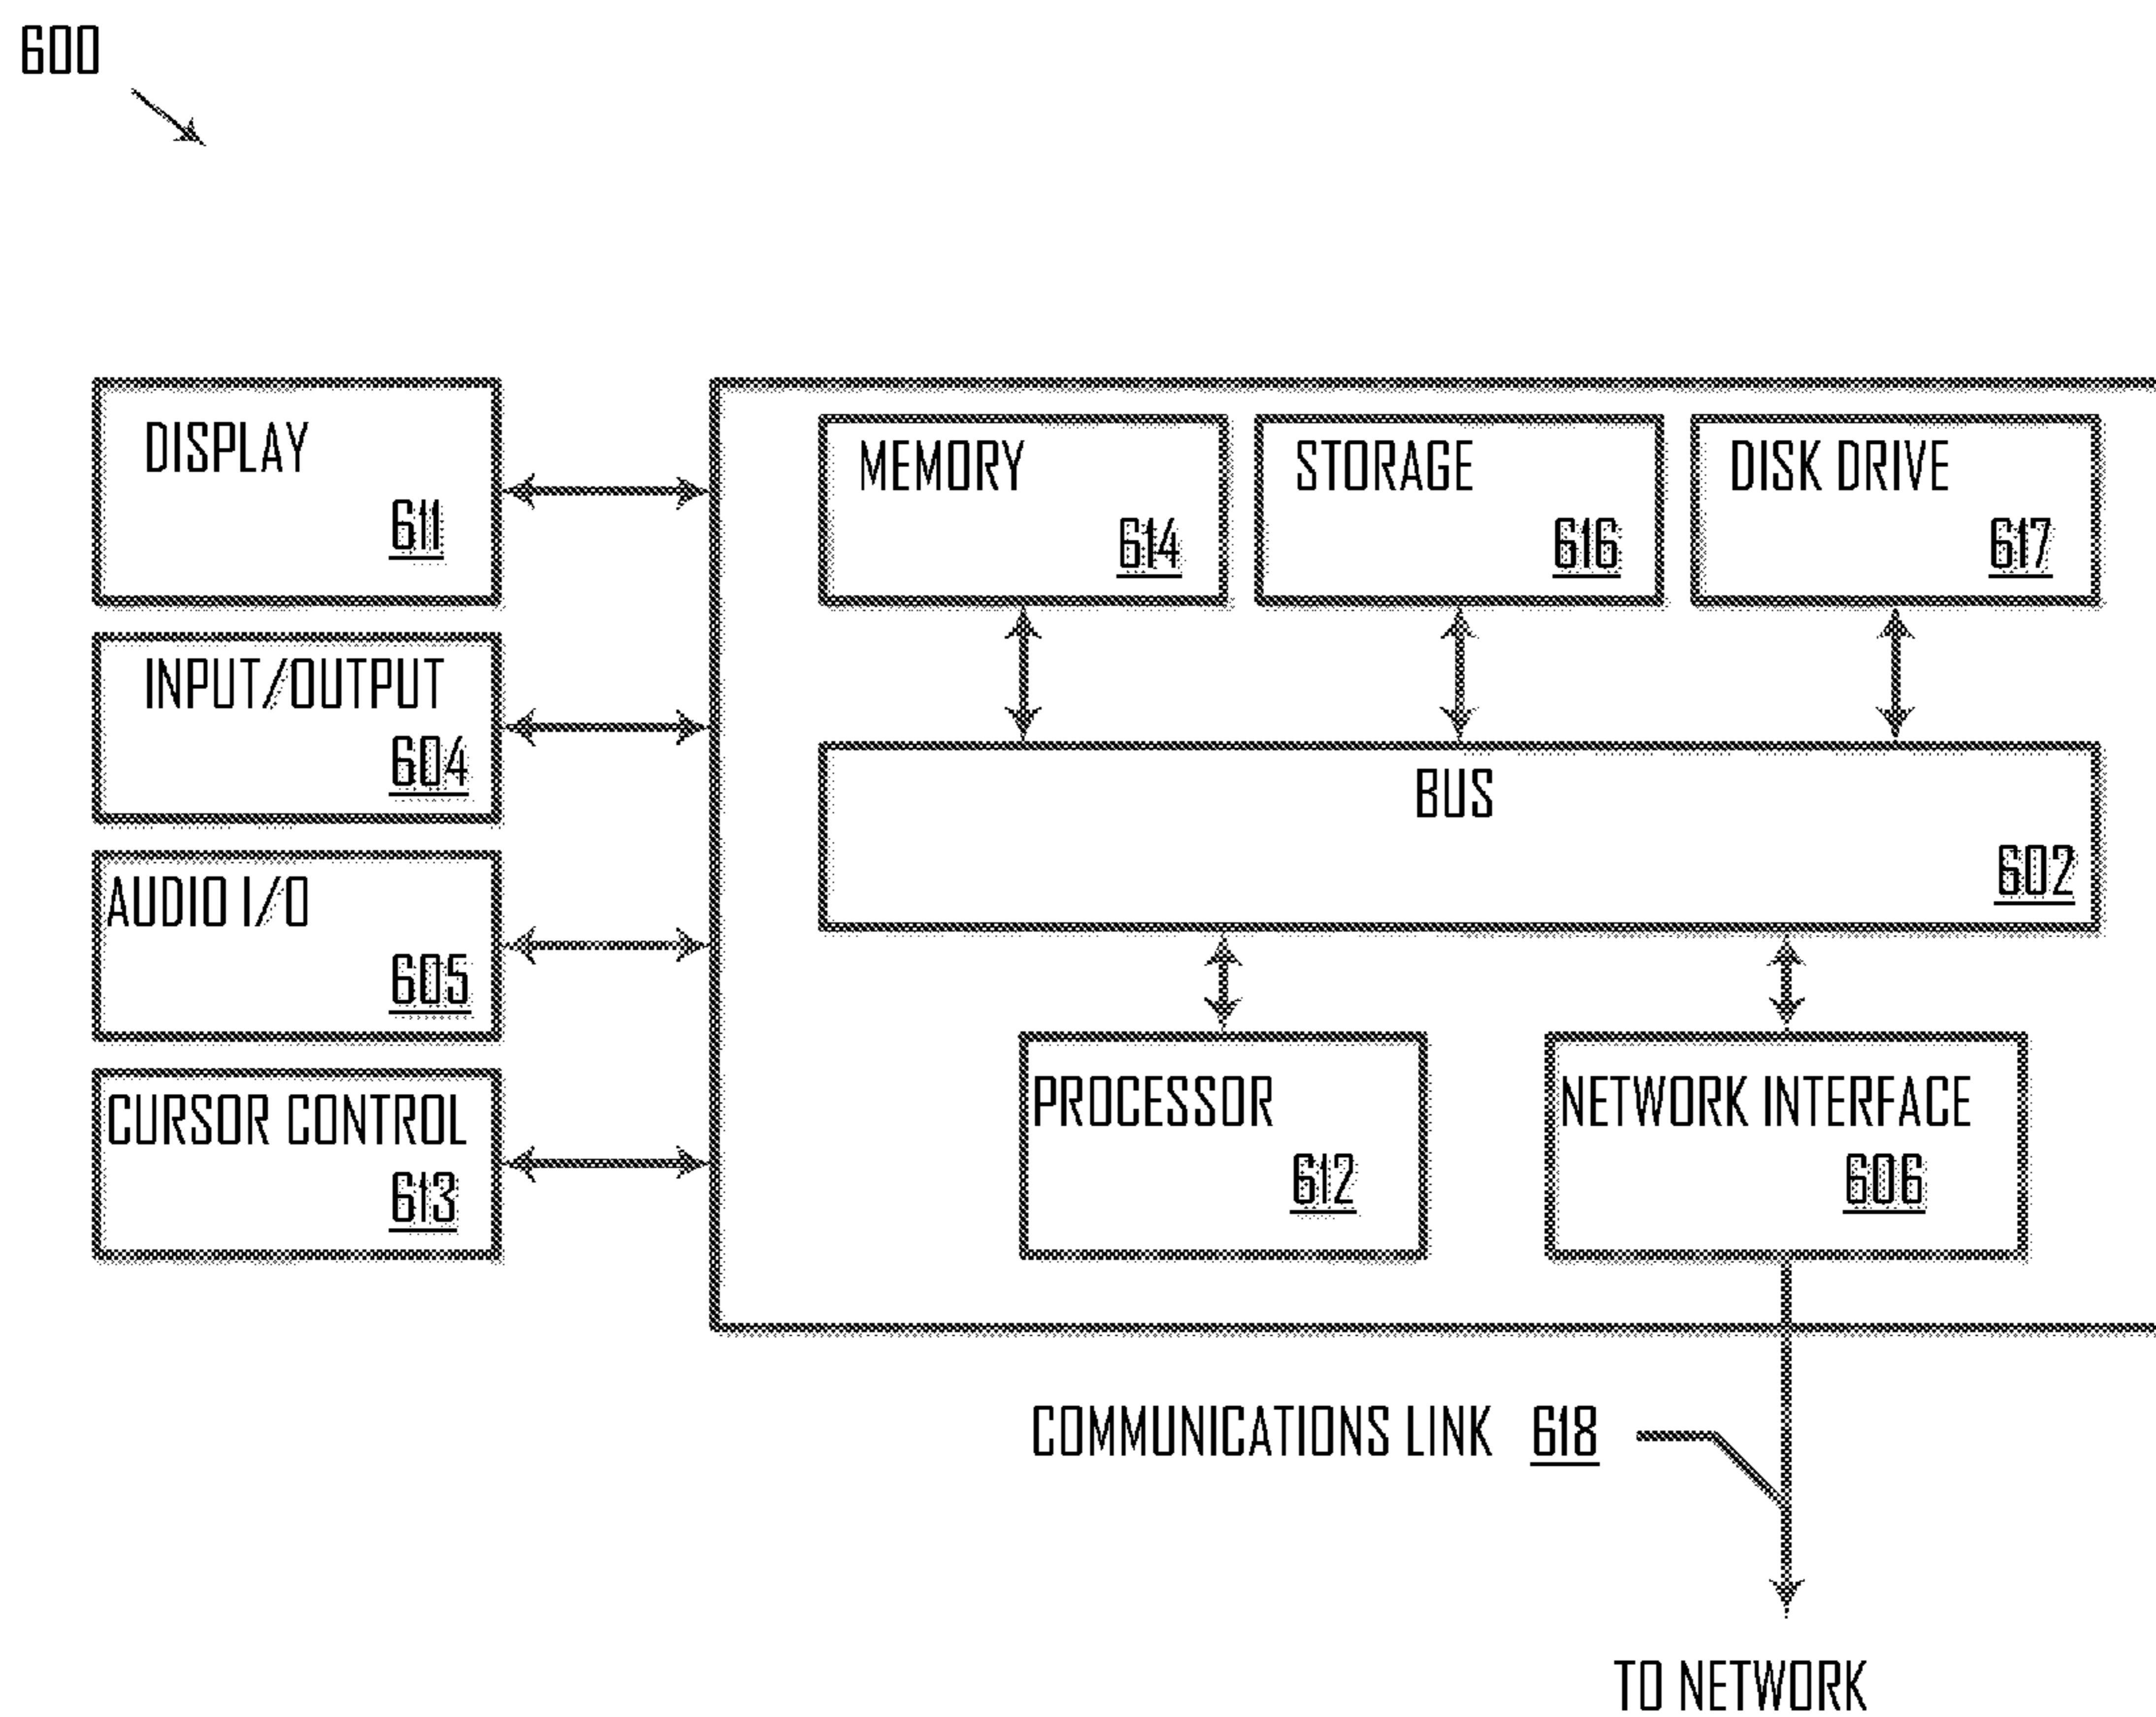 600
DISPLAY
611
INPUT/OUTPUT
604
AUDIO I/O
605
CURSOR CONTROL
613
MEMORY
614
STORAGE
616
DISK DRIVE
617
BUS
602
PROCESSOR
612
NETWORK INTERFACE
606
COMMUNICATIONS LINK 618
TO NETWORK